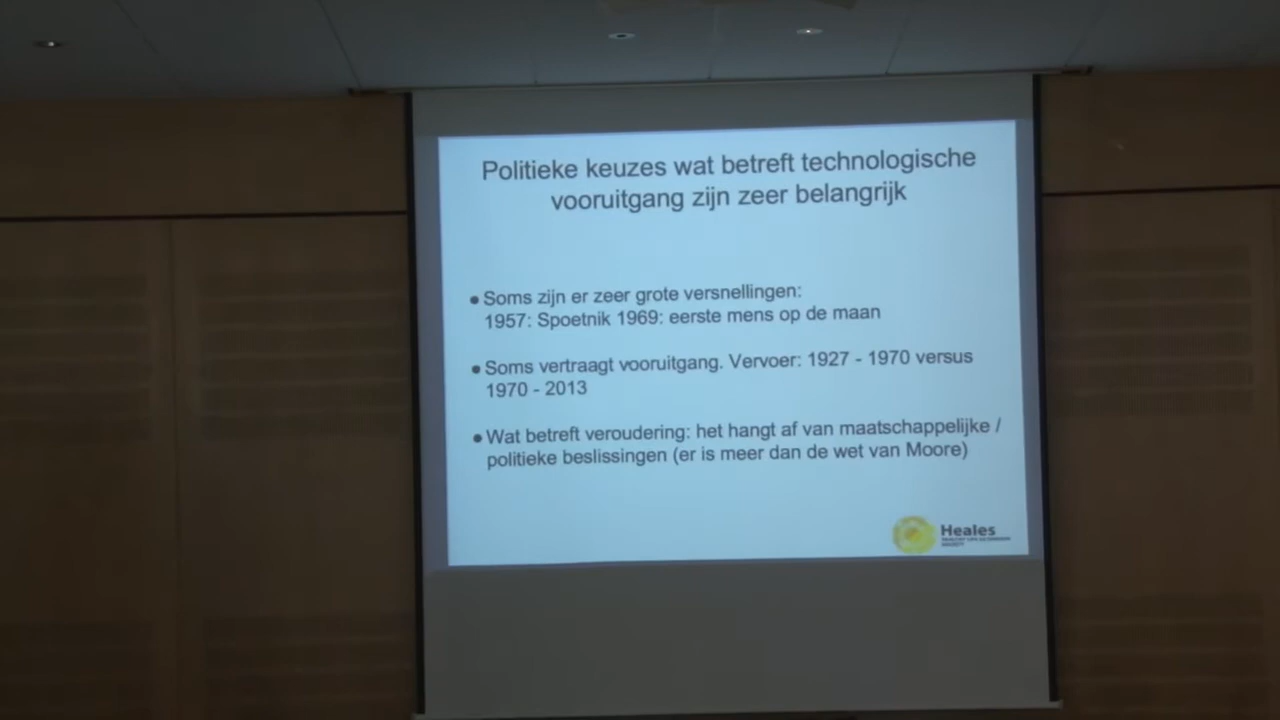 Politieke keuzes wat betreft technologische
vooruitgang zijn zeer belangrijk
● Soms zijn er zeer grote versnellingen:
1957: Spoetnik 1969: eerste mens op de maan
● Soms vertraagt vooruitgang. Vervoer: 1927 - 1970 versus
1970 - 2013
● Wat betreft veroudering: het hangt af van maatschappelijke /
politieke beslissingen (er is meer dan de wet van Moore)
Heales